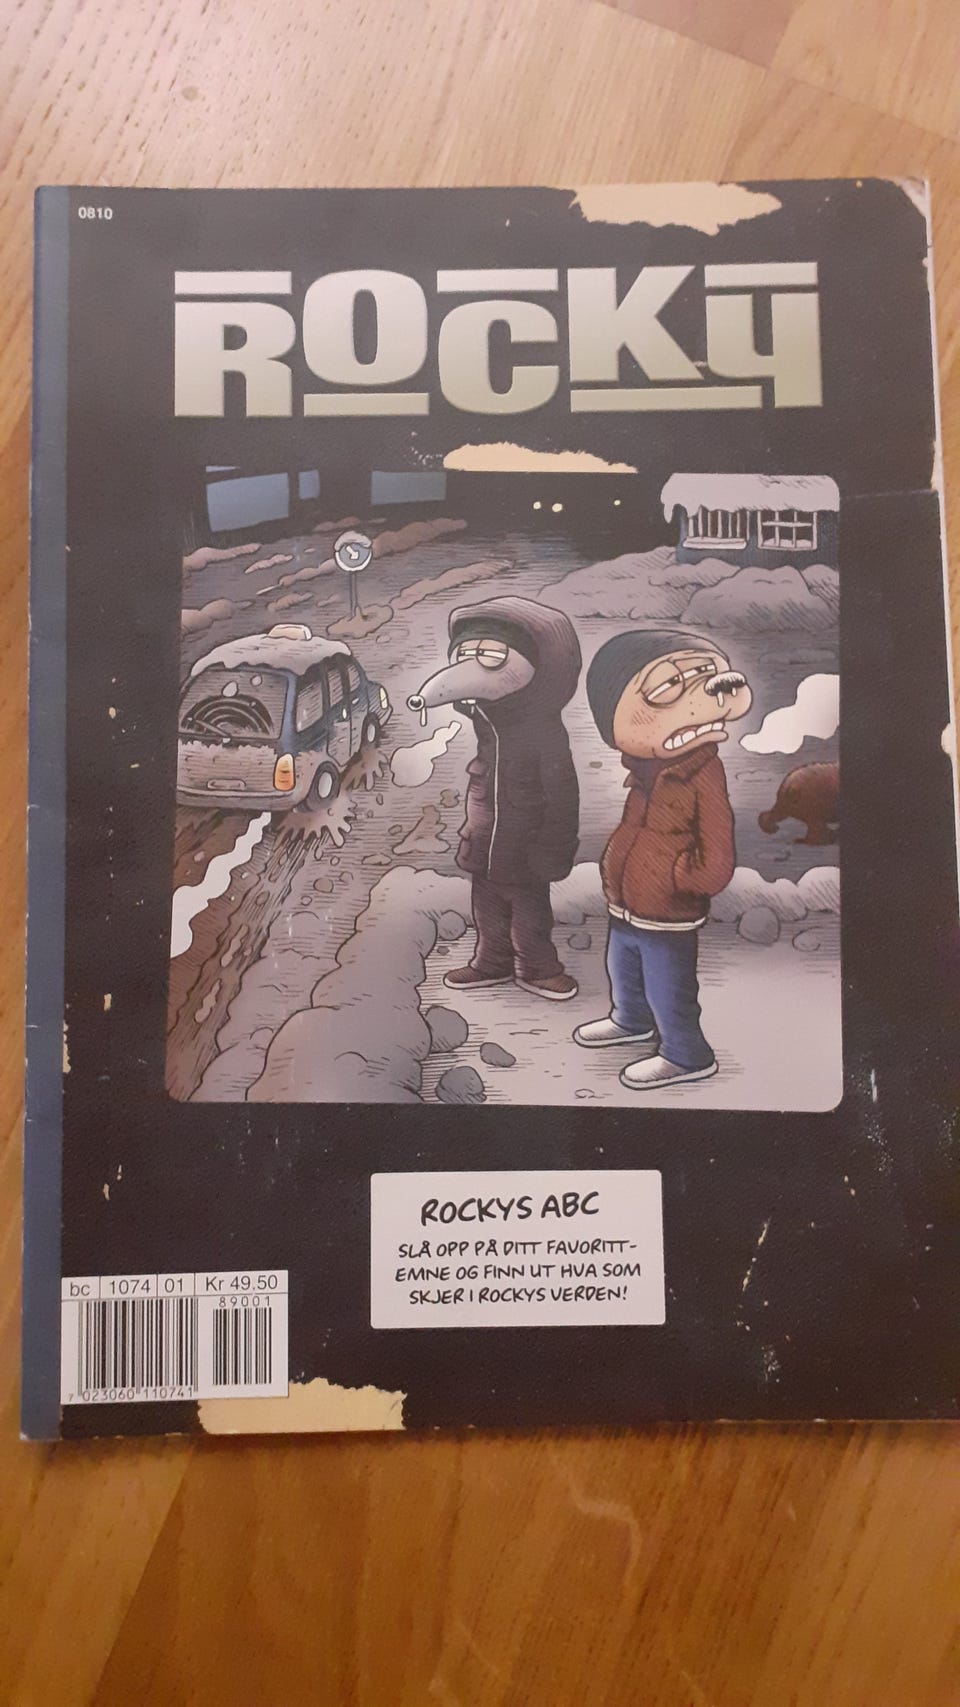 0810
ROCKY
ROCKYS ABC
SLÅ OPP PÅ DITT FAVORITT-
EMNE OG FINN UT HVA SOM
SKJER I ROCKYS VERDEN!
bc 1074 01 Kr 49.50
89001
7 023060 110741